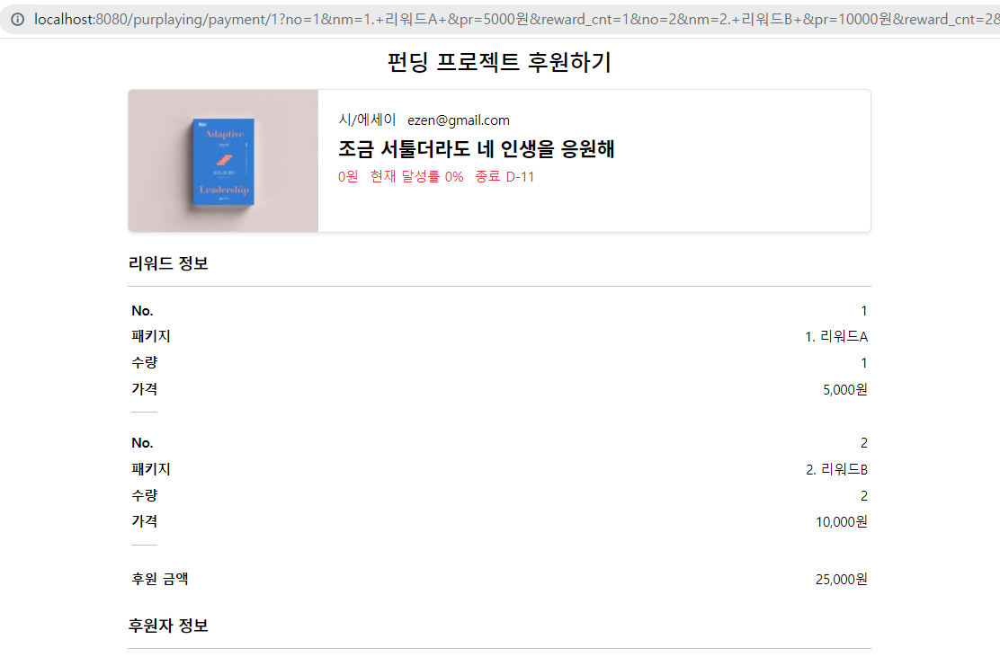 localhost:8080/purplaying/payment/1?no=1&nm=1.+리워드A+&pr=5000원&reward_cnt=1&no=2&nm=2.+리워드B+&pr=10000원&reward_cnt=2&
펀딩 프로젝트 후원하기
Adaptive
Leadership
시/에세이 ezen@gmail.com
조금 서툴더라도 네 인생을 응원해
0원 현재 달성률 0% 종료 D-11
리워드 정보
No. 1
패키지 1. 리워드A
수량 1
가격 5,000원
No. 2
패키지 2. 리워드B
수량 2
가격 10,000원
후원 금액 25,000원
후원자 정보